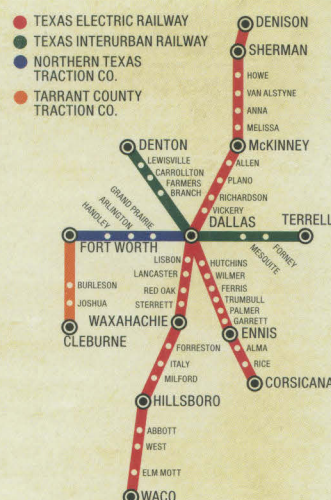 TEXAS ELECTRIC RAILWAY
TEXAS INTERURBAN RAILWAY
NORTHERN TEXAS
TRACTION CO.
TARRANT COUNTY
TRACTION CO.
DENISON
SHERMAN
HOWE
VAN ALSTYNE
ANNA
MELISSA
McKINNEY
ALLEN
PLANO
RICHARDSON
VICKERY
DALLAS
DENTON
LEWISVILLE
CARROLLTON
FARMERS
BRANCH
GRAND PRAIRIE
ARLINGTON
HANDLEY
FORT WORTH
TERRELL
MESQUITE
FORNEY
BURLESON
JOSHUA
CLEBURNE
LISBON
LANCASTER
RED OAK
STERRETT
WAXAHACHIE
HUTCHINS
WILMER
FERRIS
TRUMBULL
PALMER
GARRETT
ENNIS
ALMA
RICE
CORSICANA
FORRESTON
ITALY
MILFORD
HILLSBORO
ABBOTT
WEST
ELM MOTT
WACO